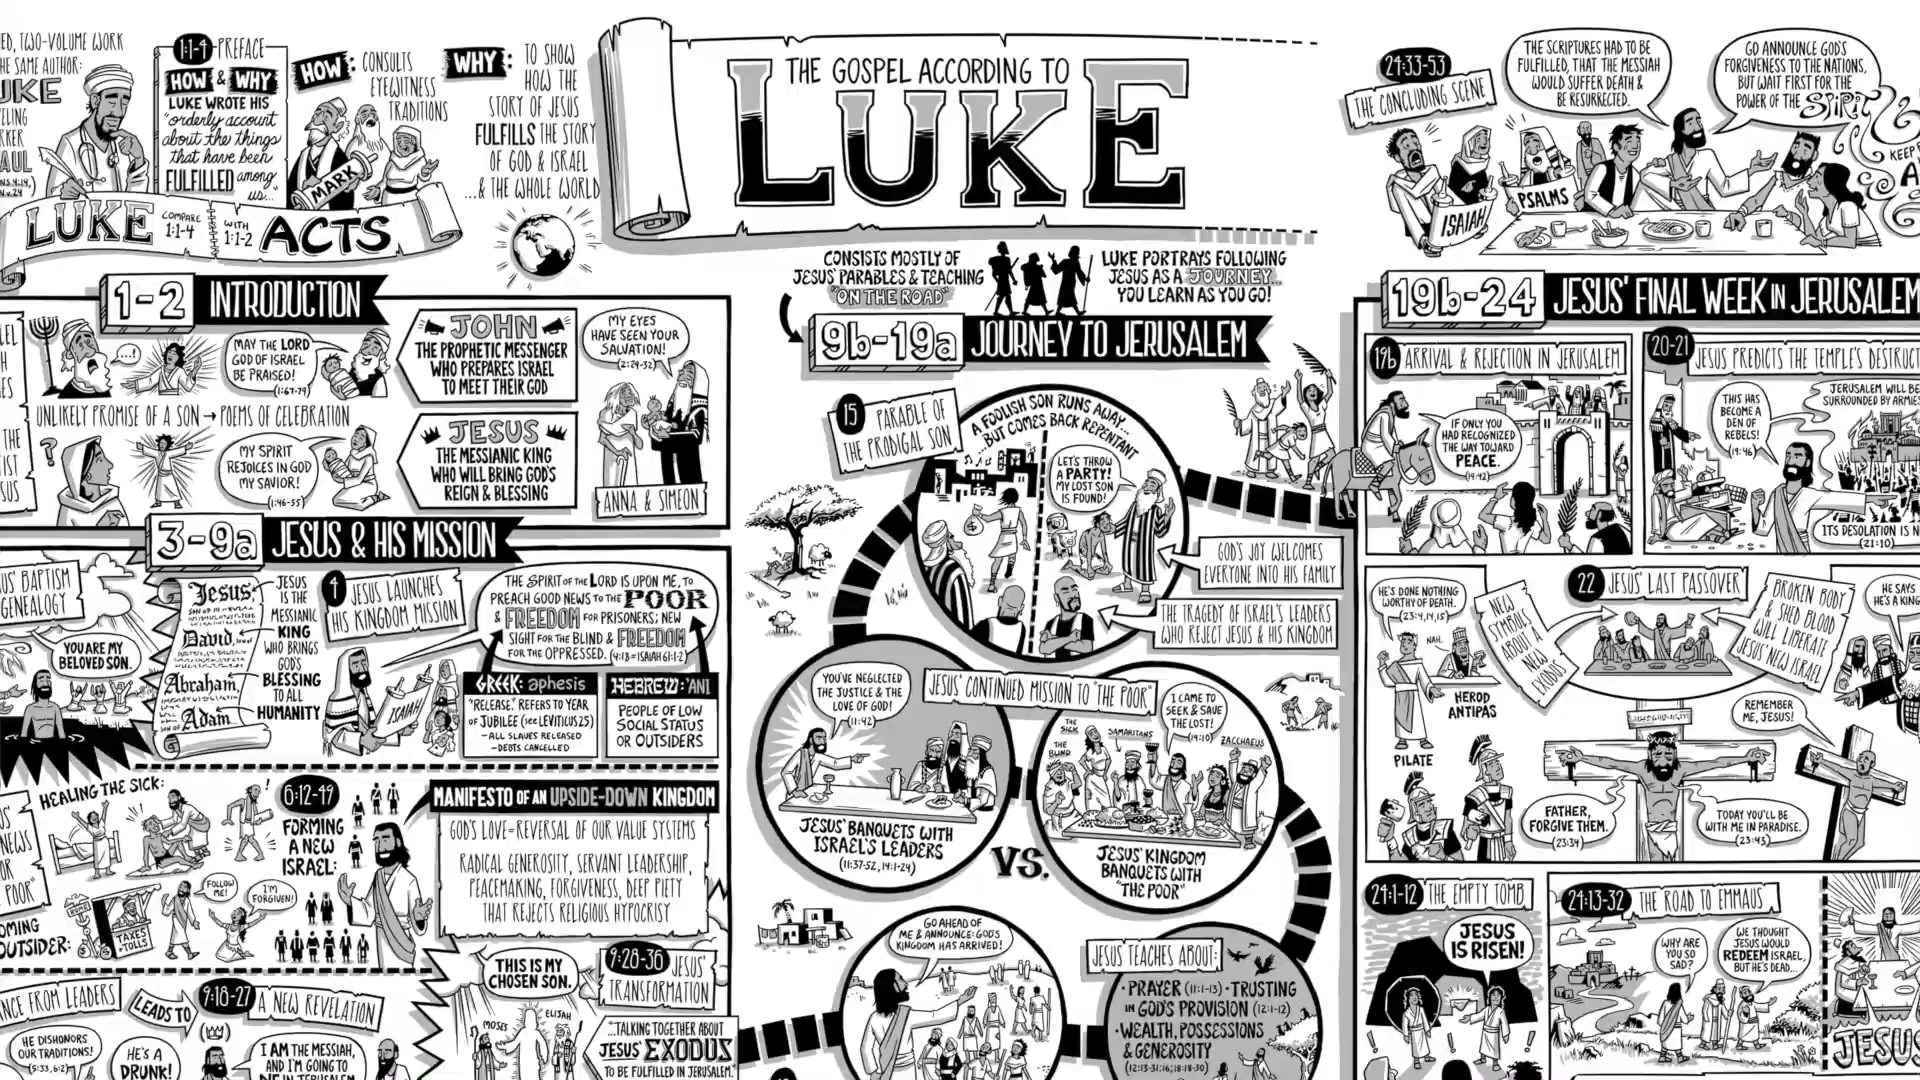 TWO-VOLUME WORK
SAME AUTHOR:
1:1-4 PREFACE
HOW & WHY
LUKE WROTE HIS
"orderly account
about the things
that have been
FULFILLED among
us..."
HOW: CONSULTS
EYEWITNESS
TRADITIONS
MARK
WHY: TO SHOW
HOW THE
STORY OF JESUS
FULFILLS THE STORY
OF GOD & ISRAEL
...& THE WHOLE WORLD
LUKE COMPARE 1:1-4 WITH 1:1-2 ACTS
THE GOSPEL ACCORDING TO
LUKE
1-2 INTRODUCTION
...!
MAY THE LORD
GOD OF ISRAEL
BE PRAISED!
(1:67-79)
UNLIKELY PROMISE OF A SON → POEMS OF CELEBRATION
?
MY SPIRIT
REJOICES IN GOD
MY SAVIOR!
(1:46-55)
JOHN
THE PROPHETIC MESSENGER
WHO PREPARES ISRAEL
TO MEET THEIR GOD
JESUS
THE MESSIANIC KING
WHO WILL BRING GOD'S
REIGN & BLESSING
MY EYES
HAVE SEEN YOUR
SALVATION!
(2:29-32)
ANNA & SIMEON
3-9a JESUS & HIS MISSION
BAPTISM
GENEALOGY
YOU ARE MY
BELOVED SON.
Jesus:
David,
Abraham,
Adam
JESUS
IS THE
MESSIANIC
KING
WHO BRINGS
GOD'S
BLESSING
TO ALL
HUMANITY
4 JESUS LAUNCHES
HIS KINGDOM MISSION
ISAIAH
THE SPIRIT OF THE LORD IS UPON ME, TO
PREACH GOOD NEWS TO THE POOR
& FREEDOM FOR PRISONERS; NEW
SIGHT FOR THE BLIND & FREEDOM
FOR THE OPPRESSED. (4:18=ISAIAH 61:1-2)
GREEK: aphesis
"RELEASE." REFERS TO YEAR
OF JUBILEE (see LEVITICUS 25)
-ALL SLAVES RELEASED
-DEBTS CANCELLED
HEBREW: 'ANI
PEOPLE OF LOW
SOCIAL STATUS
OR OUTSIDERS
HEALING THE SICK:
OUTSIDER:
TAXES
& TOLLS
FOLLOW
ME!
I'M
FORGIVEN!
6:12-49
FORMING
A NEW
ISRAEL:
MANIFESTO OF AN UPSIDE-DOWN KINGDOM
GOD'S LOVE=REVERSAL OF OUR VALUE SYSTEMS
RADICAL GENEROSITY, SERVANT LEADERSHIP,
PEACEMAKING, FORGIVENESS, DEEP PIETY
THAT REJECTS RELIGIOUS HYPOCRISY
FROM LEADERS
LEADS TO
9:18-27 A NEW REVELATION
HE DISHONORS
OUR TRADITIONS!
(5:33, 6:2)
HE'S A
DRUNK!
I AM THE MESSIAH,
AND I'M GOING TO
THIS IS MY
CHOSEN SON.
MOSES
ELIJAH
9:28-36 JESUS'
TRANSFORMATION
"...TALKING TOGETHER ABOUT
JESUS' EXODUS
TO BE FULFILLED IN JERUSALEM."
CONSISTS MOSTLY OF
JESUS' PARABLES & TEACHING
"ON THE ROAD"
LUKE PORTRAYS FOLLOWING
JESUS AS A JOURNEY...
YOU LEARN AS YOU GO!
9b-19a JOURNEY TO JERUSALEM
15 PARABLE OF
THE PRODIGAL SON
A FOOLISH SON RUNS AWAY...
BUT COMES BACK REPENTANT
LET'S THROW
A PARTY!
MY LOST SON
IS FOUND!
GOD'S JOY WELCOMES
EVERYONE INTO HIS FAMILY
THE TRAGEDY OF ISRAEL'S LEADERS
WHO REJECT JESUS & HIS KINGDOM
JESUS' CONTINUED MISSION TO "THE POOR"
YOU'VE NEGLECTED
THE JUSTICE & THE
LOVE OF GOD!
(11:42)
JESUS' BANQUETS WITH
ISRAEL'S LEADERS
(11:37-52, 14:1-24)
VS.
I CAME TO
SEEK & SAVE
THE LOST!
(19:10)
THE SICK
THE BLIND
SAMARITANS
ZACCHAEUS
JESUS' KINGDOM
BANQUETS WITH
"THE POOR"
GO AHEAD OF
ME & ANNOUNCE: GOD'S
KINGDOM HAS ARRIVED!
JESUS TEACHES ABOUT:
• PRAYER (11:1-13) • TRUSTING
IN GOD'S PROVISION (12:1-12)
• WEALTH, POSSESSIONS
& GENEROSITY
(12:13-31; 16; 18:18-30)
24:33-53
THE CONCLUDING SCENE
THE SCRIPTURES HAD TO BE
FULFILLED, THAT THE MESSIAH
WOULD SUFFER DEATH &
BE RESURRECTED.
GO ANNOUNCE GOD'S
FORGIVENESS TO THE NATIONS,
BUT WAIT FIRST FOR THE
POWER OF THE SPIRIT
KEEP
ISAIAH
PSALMS
19b-24 JESUS' FINAL WEEK IN JERUSALEM
19b ARRIVAL & REJECTION IN JERUSALEM
IF ONLY YOU
HAD RECOGNIZED
THE WAY TOWARD
PEACE.
(19:42)
20-21 JESUS PREDICTS THE TEMPLE'S
THIS HAS
BECOME A
DEN OF
REBELS!
(19:46)
JERUSALEM WILL BE
SURROUNDED BY
ITS DESOLATION IS
(21:10)
HE'S DONE NOTHING
WORTHY OF DEATH.
(23:4,14,15)
NAH.
HEROD
ANTIPAS
PILATE
NEW
SYMBOLS
ABOUT A
NEW
EXODUS
22 JESUS' LAST PASSOVER
BROKEN BODY
& SHED BLOOD
WILL LIBERATE
JESUS' NEW ISRAEL
HE SAYS
HE'S A
REMEMBER
ME, JESUS!
FATHER,
FORGIVE THEM.
(23:34)
TODAY YOU'LL BE
WITH ME IN PARADISE.
(23:43)
24:1-12 THE EMPTY TOMB
JESUS
IS RISEN!
24:13-32 THE ROAD TO EMMAUS
WHY ARE
YOU SO
SAD?
WE THOUGHT
JESUS WOULD
REDEEM ISRAEL,
BUT HE'S DEAD...
JESUS